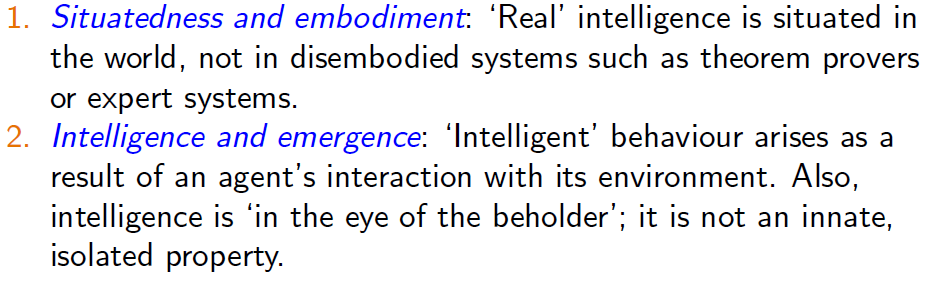 1. Situatedness and embodiment: ‘Real’ intelligence is situated in
the world, not in disembodied systems such as theorem provers
or expert systems.
2. Intelligence and emergence: ‘Intelligent’ behaviour arises as a
result of an agent’s interaction with its environment. Also,
intelligence is ‘in the eye of the beholder’; it is not an innate,
isolated property.